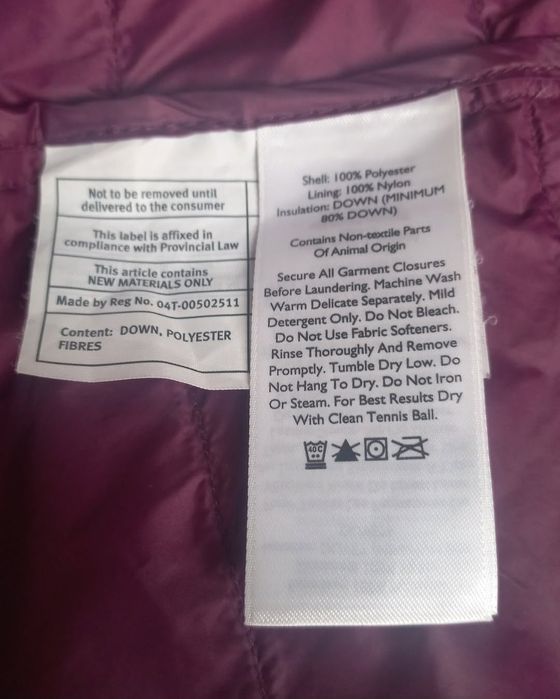 Not to be removed until
delivered to the consumer
This label is affixed in
compliance with Provincial Law
This article contains
NEW MATERIALS ONLY
Made by Reg No. 04T-00502511
Content: DOWN, POLYESTER
FIBRES
Shell: 100% Polyester
Lining: 100% Nylon
Insulation: DOWN (MINIMUM
80% DOWN)
Contains Non-textile Parts
Of Animal Origin
Secure All Garment Closures
Before Laundering. Machine Wash
Warm Delicate Separately. Mild
Detergent Only. Do Not Bleach.
Do Not Use Fabric Softeners.
Rinse Thoroughly And Remove
Promptly. Tumble Dry Low. Do
Not Hang To Dry. Do Not Iron
Or Steam. For Best Results Dry
With Clean Tennis Ball.
40C